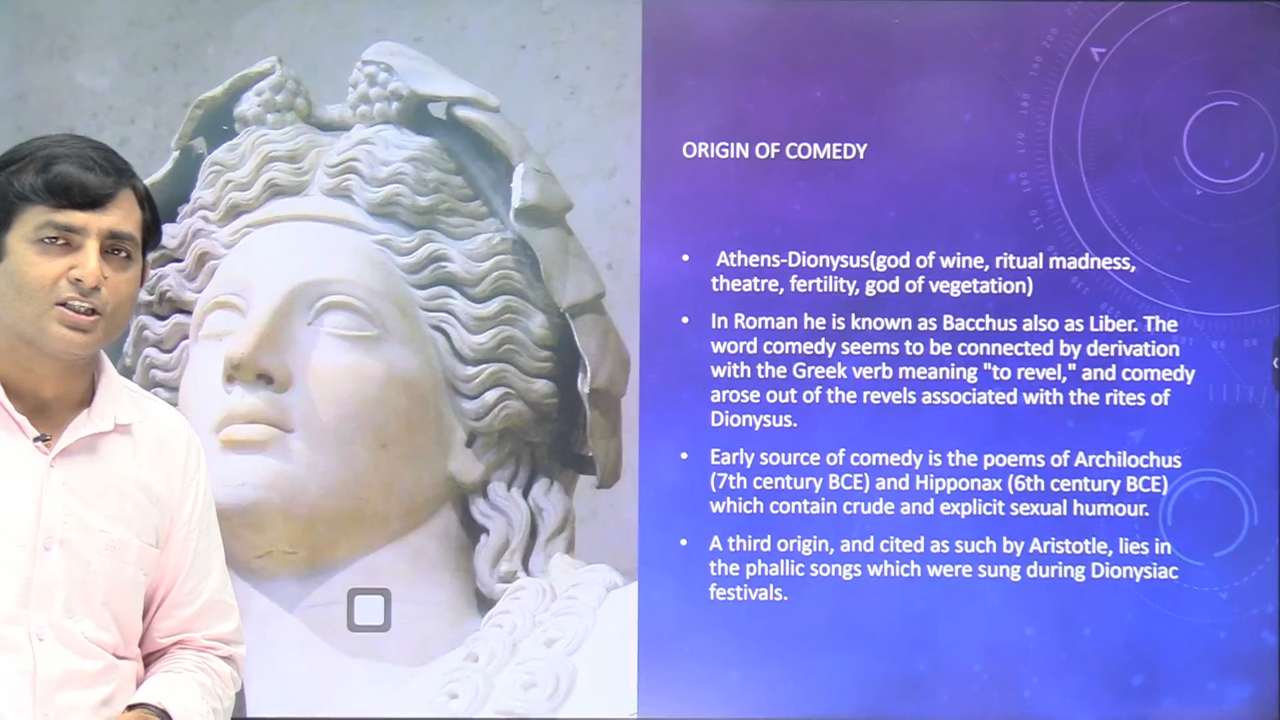 ORIGIN OF COMEDY
• Athens-Dionysus(god of wine, ritual madness,
theatre, fertility, god of vegetation)
• In Roman he is known as Bacchus also as Liber. The
word comedy seems to be connected by derivation
with the Greek verb meaning "to revel," and comedy
arose out of the revels associated with the rites of
Dionysus.
• Early source of comedy is the poems of Archilochus
(7th century BCE) and Hipponax (6th century BCE)
which contain crude and explicit sexual humour.
• A third origin, and cited as such by Aristotle, lies in
the phallic songs which were sung during Dionysiac
festivals.